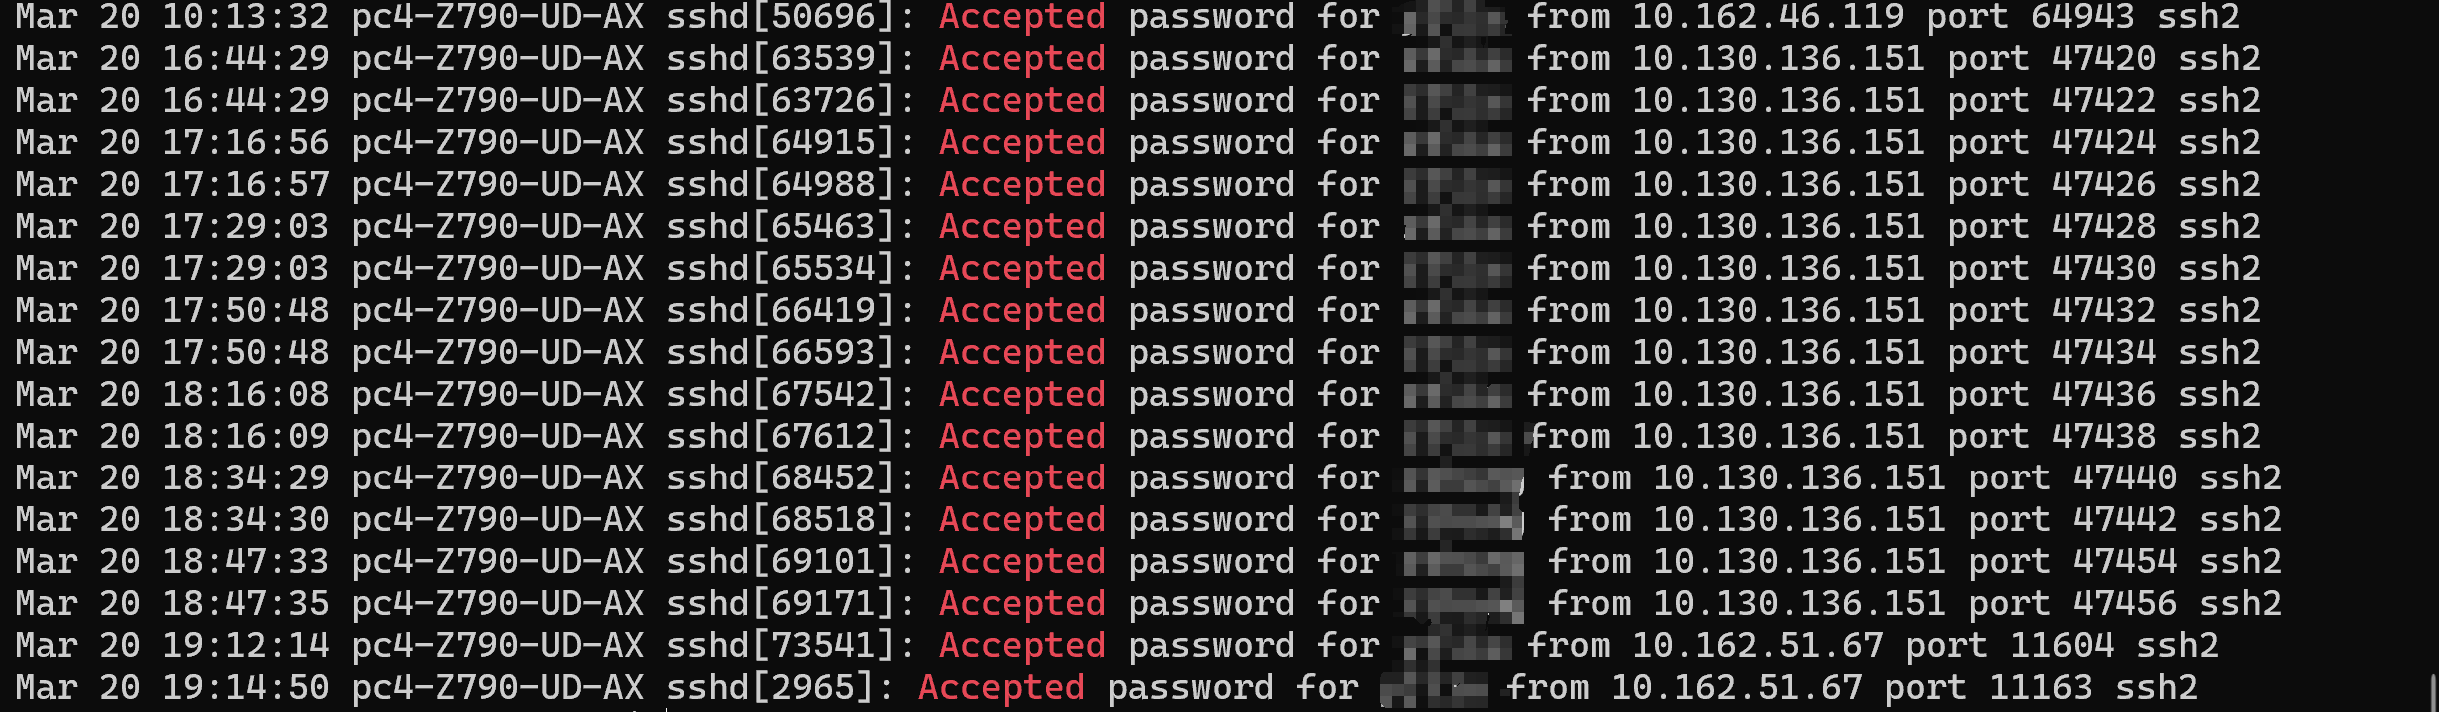 Mar 20 10:13:32 pc4-Z790-UD-AX sshd[50696]: Accepted password for from 10.162.46.119 port 64943 ssh2
Mar 20 16:44:29 pc4-Z790-UD-AX sshd[63539]: Accepted password for from 10.130.136.151 port 47420 ssh2
Mar 20 16:44:29 pc4-Z790-UD-AX sshd[63726]: Accepted password for from 10.130.136.151 port 47422 ssh2
Mar 20 17:16:56 pc4-Z790-UD-AX sshd[64915]: Accepted password for from 10.130.136.151 port 47424 ssh2
Mar 20 17:16:57 pc4-Z790-UD-AX sshd[64988]: Accepted password for from 10.130.136.151 port 47426 ssh2
Mar 20 17:29:03 pc4-Z790-UD-AX sshd[65463]: Accepted password for from 10.130.136.151 port 47428 ssh2
Mar 20 17:29:03 pc4-Z790-UD-AX sshd[65534]: Accepted password for from 10.130.136.151 port 47430 ssh2
Mar 20 17:50:48 pc4-Z790-UD-AX sshd[66419]: Accepted password for from 10.130.136.151 port 47432 ssh2
Mar 20 17:50:48 pc4-Z790-UD-AX sshd[66593]: Accepted password for from 10.130.136.151 port 47434 ssh2
Mar 20 18:16:08 pc4-Z790-UD-AX sshd[67542]: Accepted password for from 10.130.136.151 port 47436 ssh2
Mar 20 18:16:09 pc4-Z790-UD-AX sshd[67612]: Accepted password for from 10.130.136.151 port 47438 ssh2
Mar 20 18:34:29 pc4-Z790-UD-AX sshd[68452]: Accepted password for from 10.130.136.151 port 47440 ssh2
Mar 20 18:34:30 pc4-Z790-UD-AX sshd[68518]: Accepted password for from 10.130.136.151 port 47442 ssh2
Mar 20 18:47:33 pc4-Z790-UD-AX sshd[69101]: Accepted password for from 10.130.136.151 port 47454 ssh2
Mar 20 18:47:35 pc4-Z790-UD-AX sshd[69171]: Accepted password for from 10.130.136.151 port 47456 ssh2
Mar 20 19:12:14 pc4-Z790-UD-AX sshd[73541]: Accepted password for from 10.162.51.67 port 11604 ssh2
Mar 20 19:14:50 pc4-Z790-UD-AX sshd[2965]: Accepted password for from 10.162.51.67 port 11163 ssh2